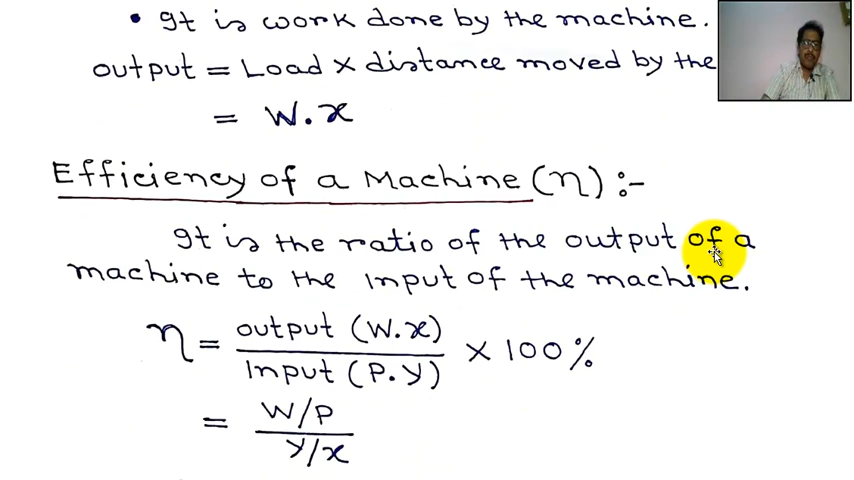 • It is work done by the machine.
output = Load × distance moved by the
= W.x
Efficiency of a Machine (η) :-
It is the ratio of the output of a
machine to the input of the machine.
η = output (W.x) / Input (P.Y) × 100%
= W/P / Y/x